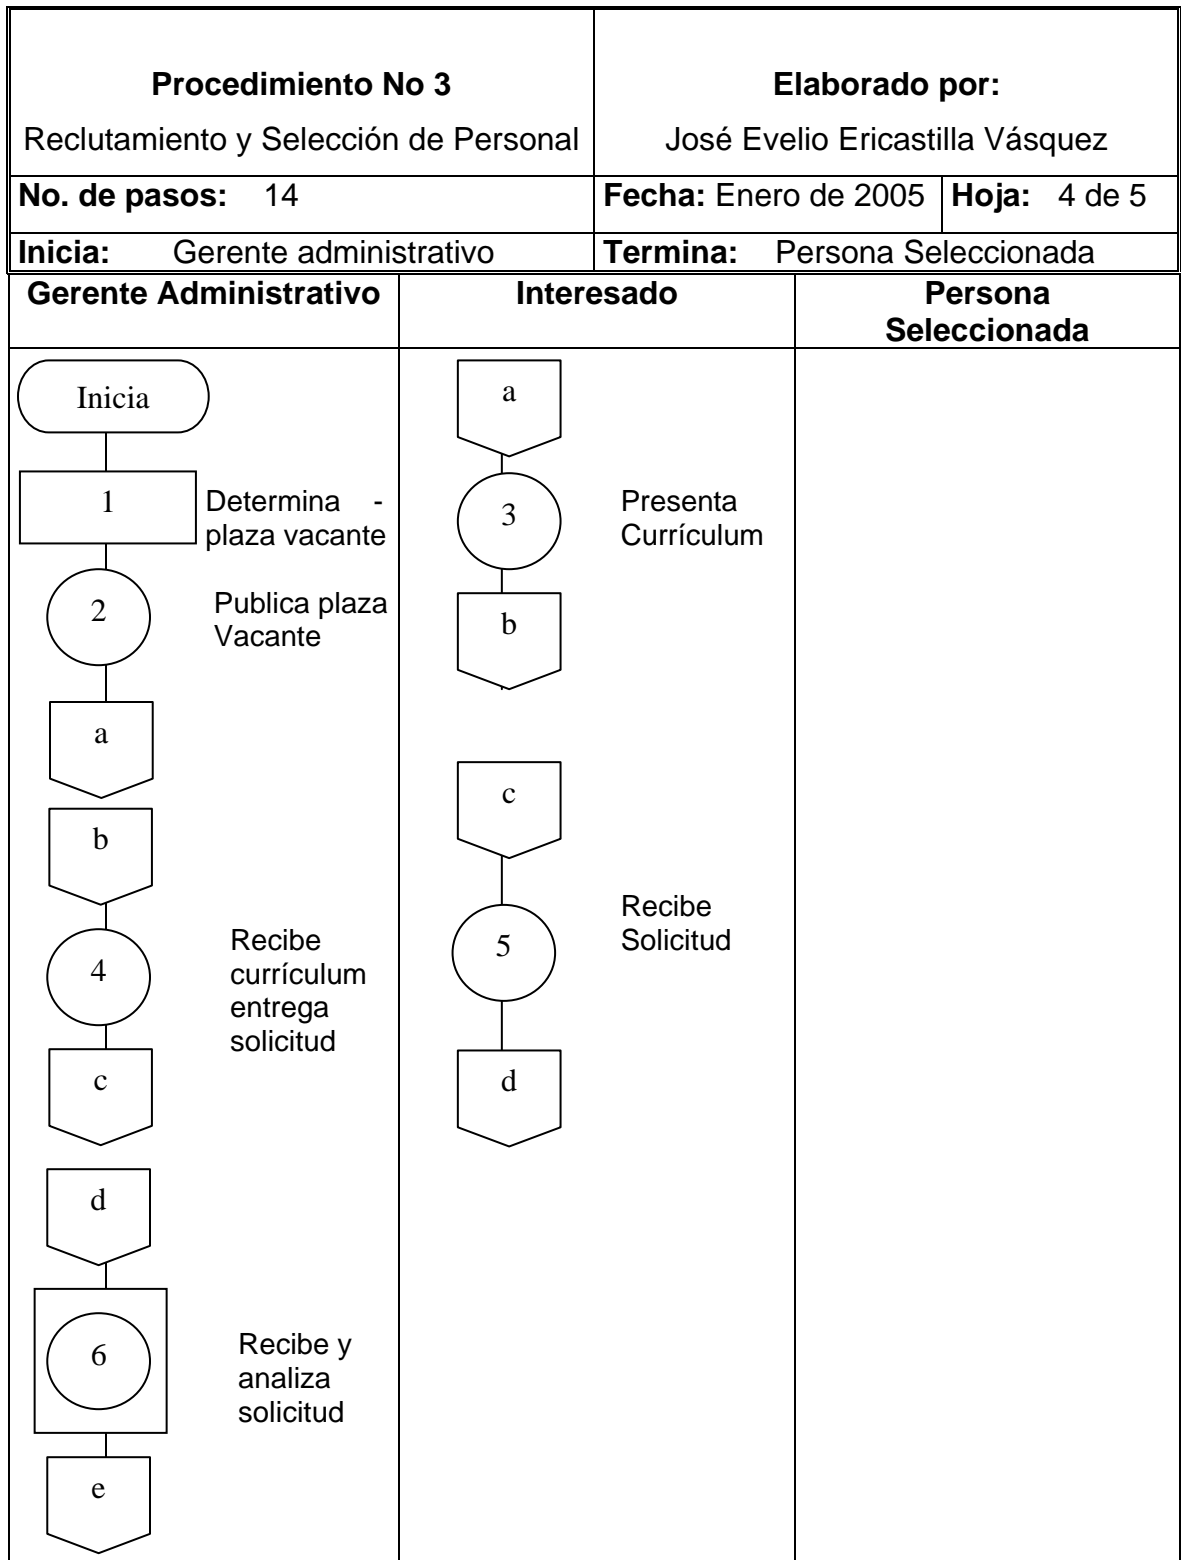 Procedimiento No 3
Reclutamiento y Selección de Personal
Elaborado por:
José Evelio Ericastilla Vásquez
No. de pasos: 14
Fecha: Enero de 2005
Hoja: 4 de 5
Inicia: Gerente administrativo
Termina: Persona Seleccionada
Gerente Administrativo
Interesado
Persona
Seleccionada
Inicia
1
Determina -
plaza vacante
2
Publica plaza
Vacante
a
b
4
Recibe
currículum
entrega
solicitud
c
d
6
Recibe y
analiza
solicitud
e
a
3
Presenta
Currículum
b
c
5
Recibe
Solicitud
d